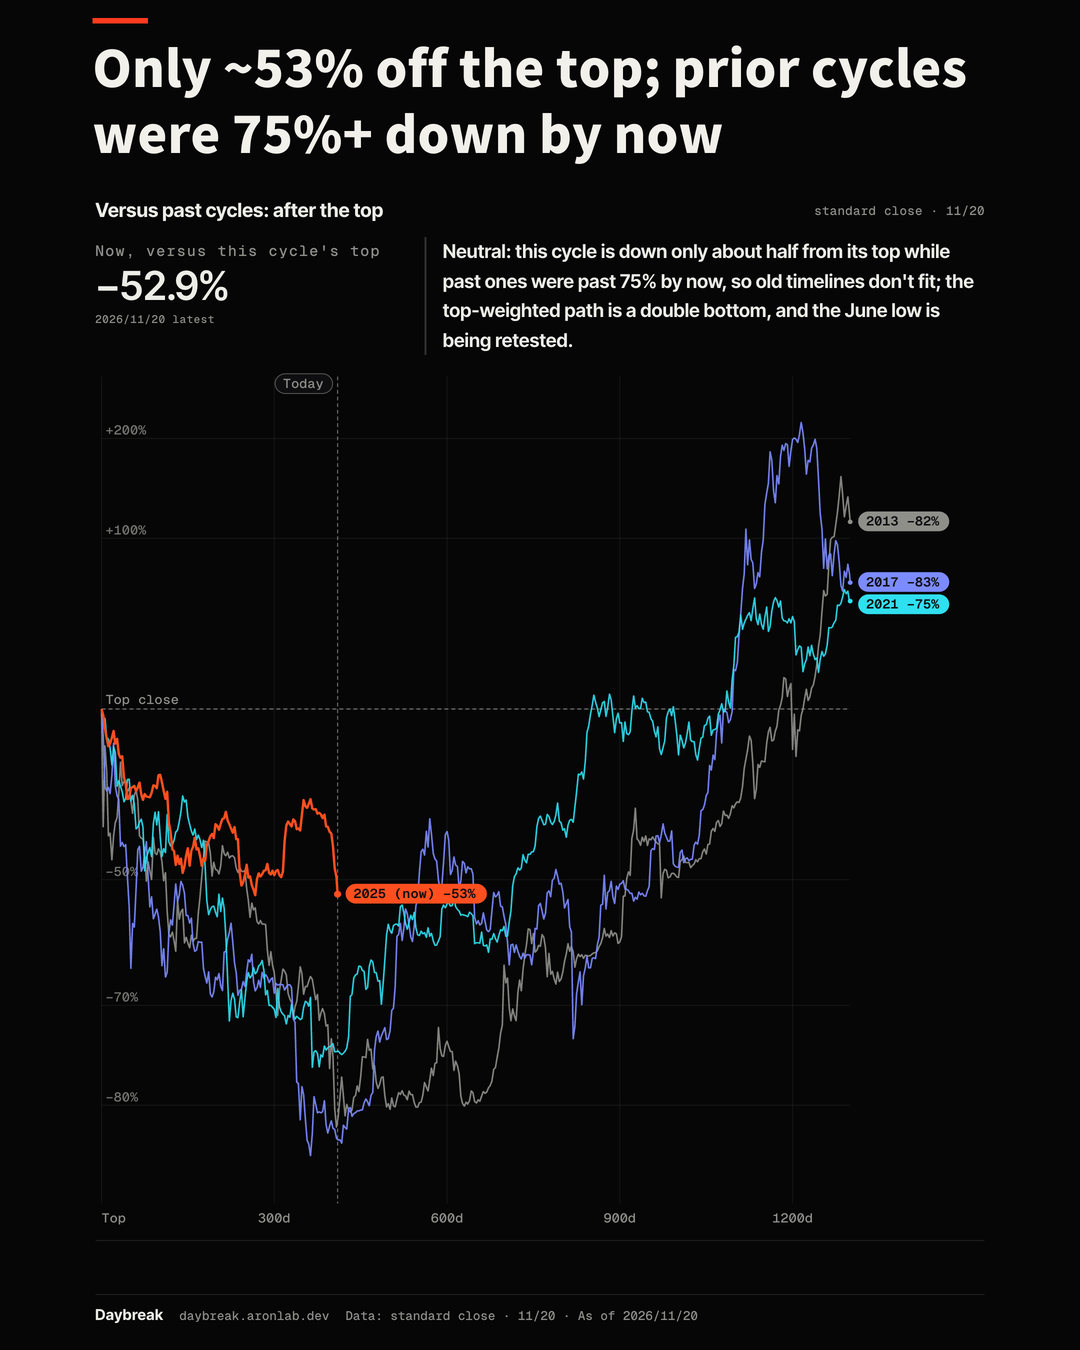 Only ~53% off the top; prior cycles
were 75%+ down by now
Versus past cycles: after the top
standard close · 11/20
Now, versus this cycle's top
−52.9%
2026/11/20 latest
Neutral: this cycle is down only about half from its top while
past ones were past 75% by now, so old timelines don't fit; the
top-weighted path is a double bottom, and the June low is
being retested.
Today
+200%
+100%
2013 −82%
2017 −83%
2021 −75%
Top close
−50%
2025 (now) −53%
−70%
−80%
Top
300d
600d
900d
1200d
Daybreak
daybreak.aronlab.dev
Data: standard close · 11/20 · As of 2026/11/20